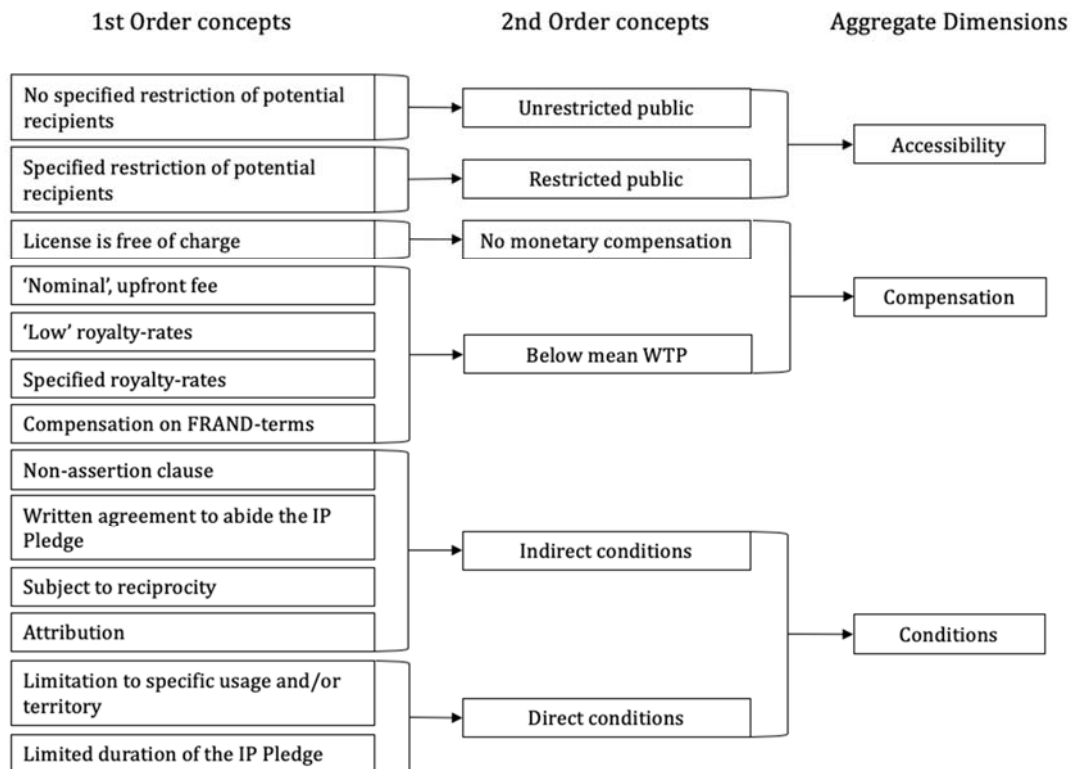 1st Order concepts
2nd Order concepts
Aggregate Dimensions
No specified restriction of potential
recipients
Unrestricted public
Accessibility
Specified restriction of potential
recipients
Restricted public
License is free of charge
No monetary compensation
‘Nominal’, upfront fee
Compensation
‘Low’ royalty-rates
Below mean WTP
Specified royalty-rates
Compensation on FRAND-terms
Non-assertion clause
Written agreement to abide the IP
Pledge
Indirect conditions
Subject to reciprocity
Attribution
Conditions
Limitation to specific usage and/or
territory
Direct conditions
Limited duration of the IP Pledge